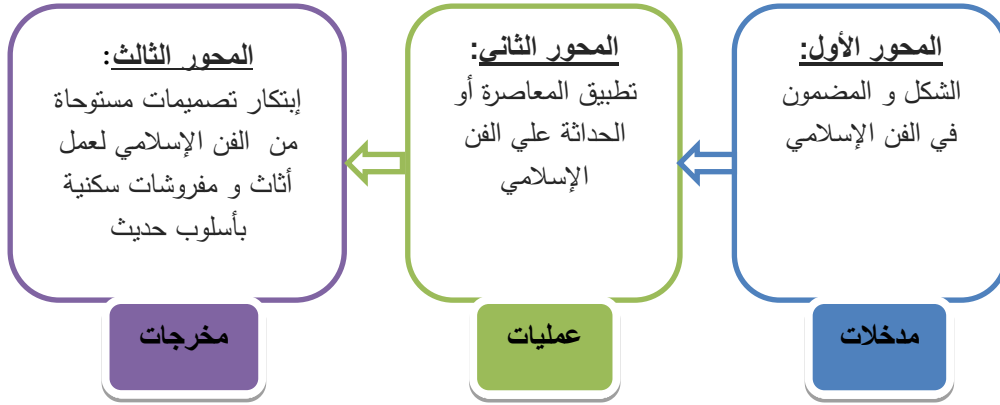 المحور الأول:
الشكل و المضمون
في الفن الإسلامي
مدخلات
المحور الثاني:
تطبيق المعاصرة أو
الحداثة علي الفن
الإسلامي
عمليات
المحور الثالث:
إبتكار تصميمات مستوحاة
من الفن الإسلامي لعمل
أثاث و مفروشات سكنية
بأسلوب حديث
مخرجات